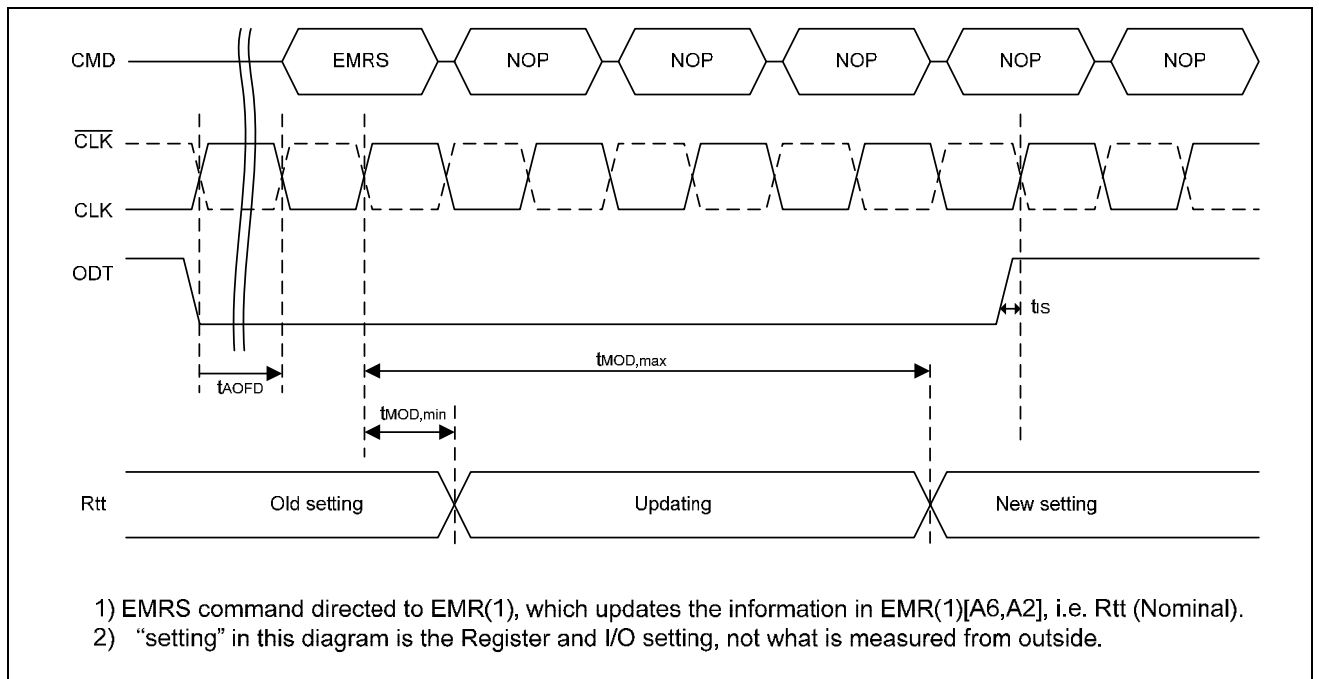 CMD EMRS NOP NOP NOP NOP NOP
CLK
CLK
ODT
tIS
tMOD,max
tAOFD
tMOD,min
Rtt Old setting Updating New setting
1) EMRS command directed to EMR(1), which updates the information in EMR(1)[A6,A2], i.e. Rtt (Nominal).
2) “setting” in this diagram is the Register and I/O setting, not what is measured from outside.